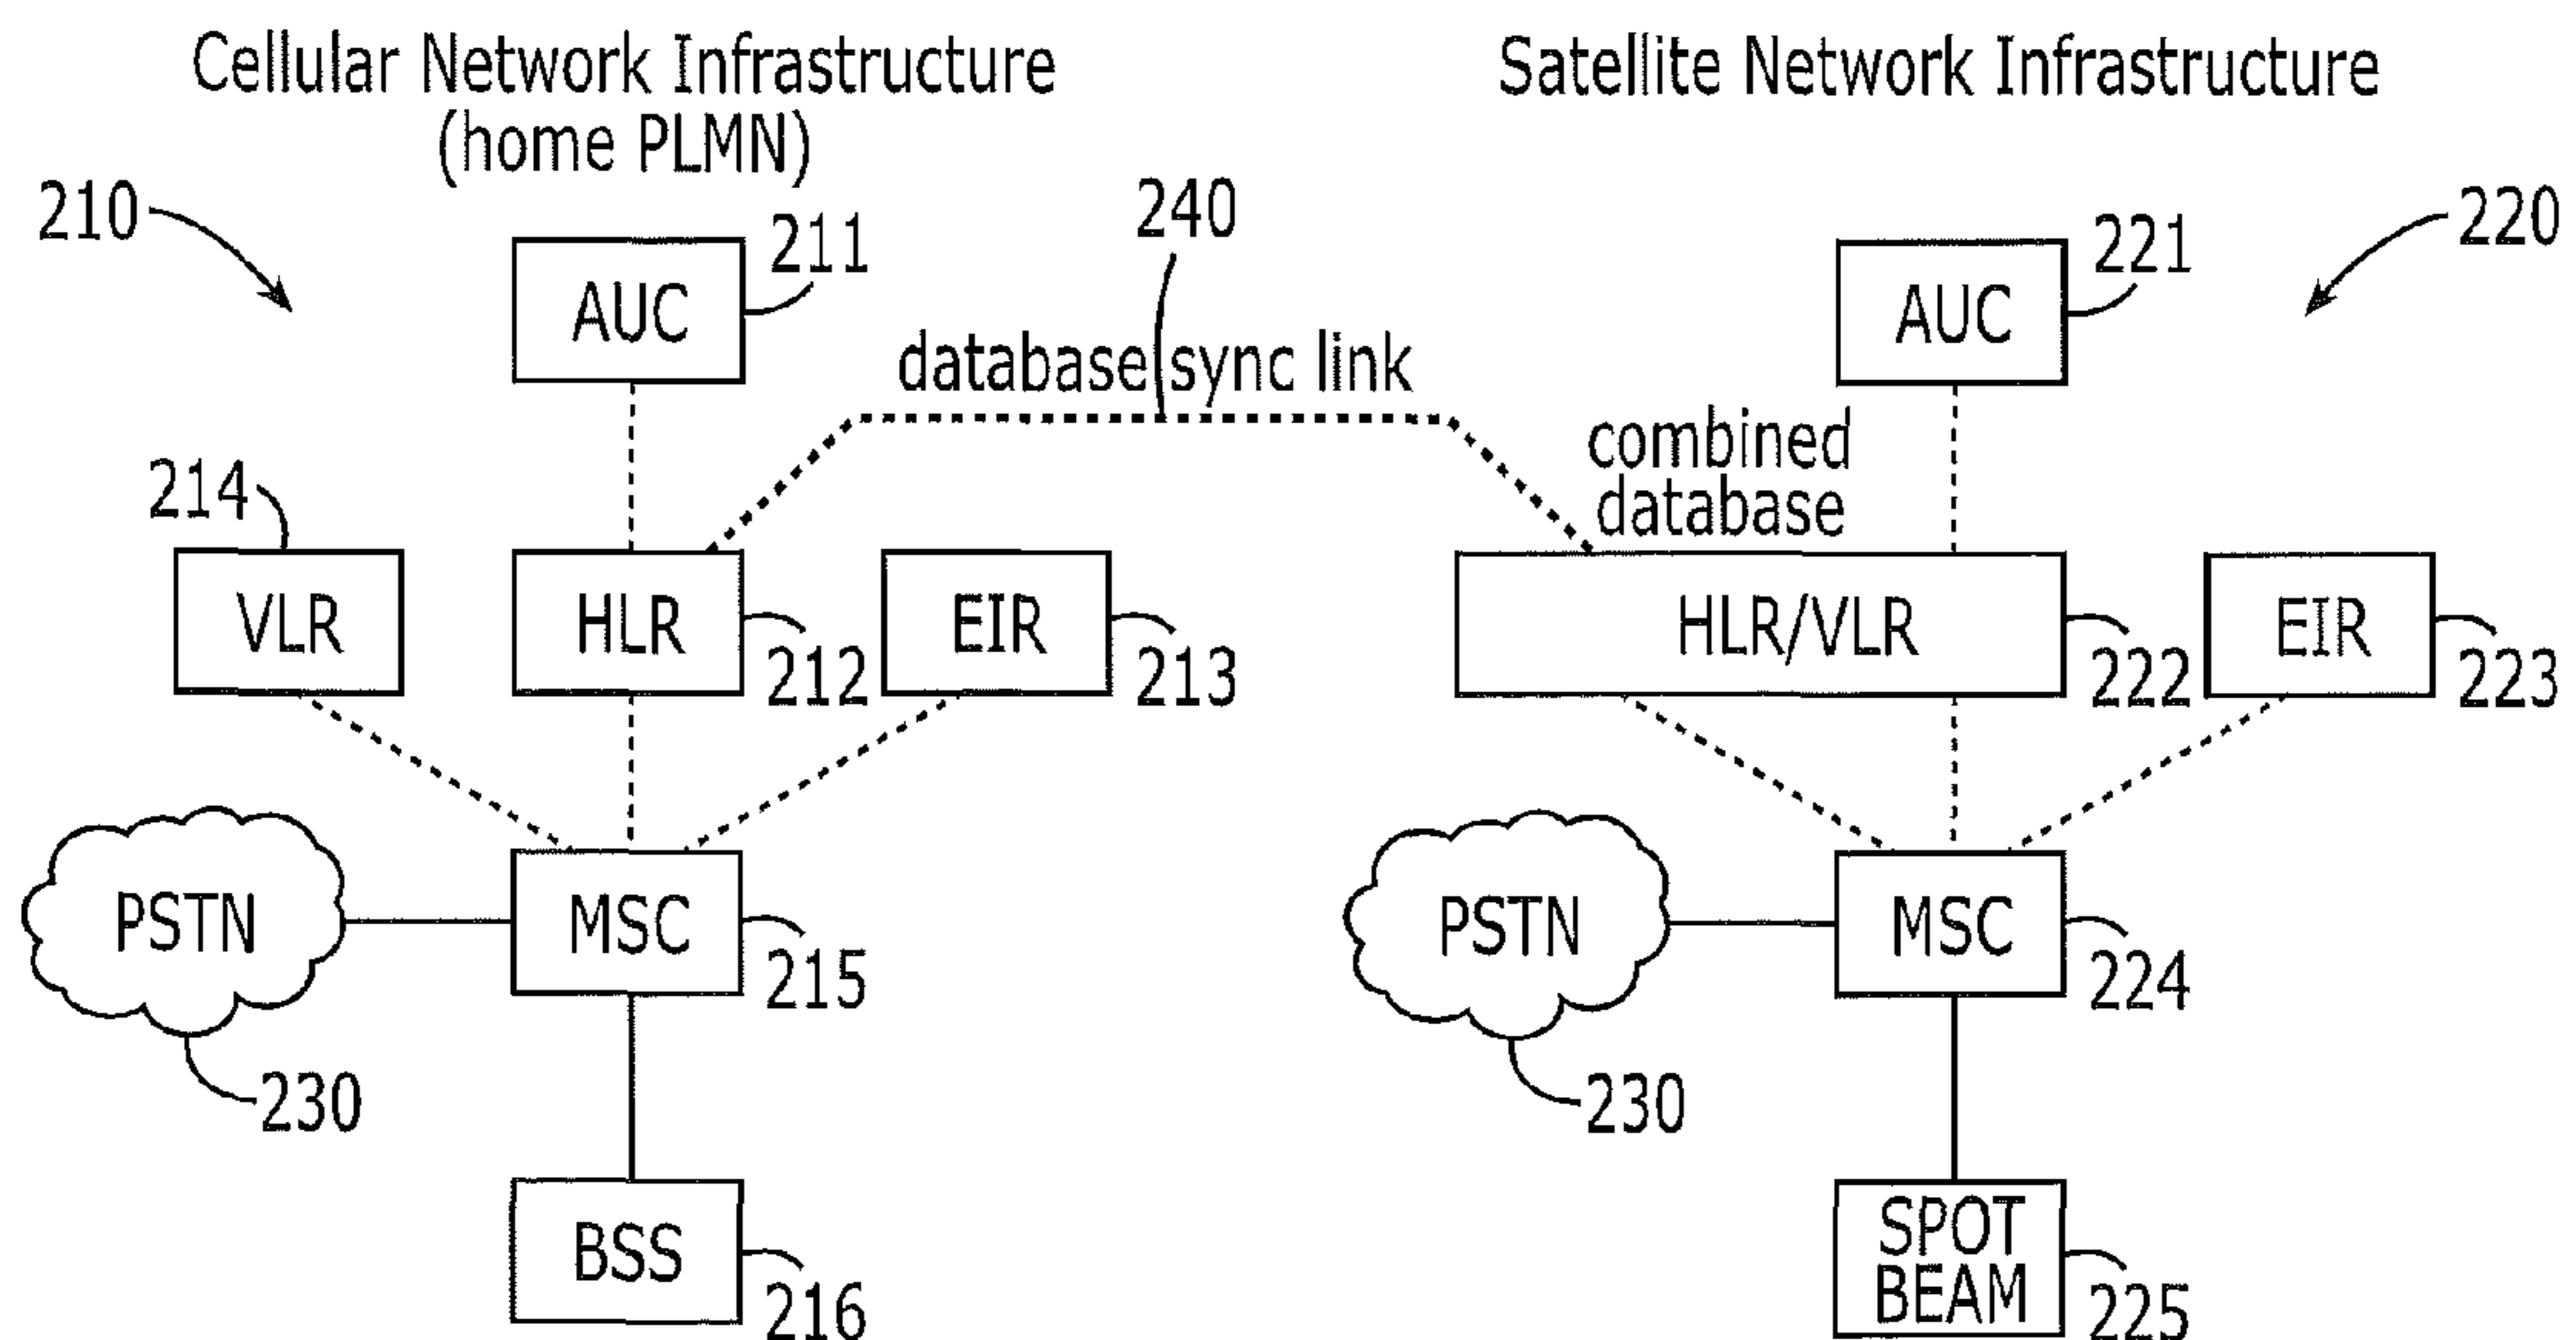 Cellular Network Infrastructure
(home PLMN)
Satellite Network Infrastructure
210
211
240
221
220
AUC
AUC
database sync link
combined
database
214
VLR
HLR
EIR
HLR/VLR
EIR
212
213
222
223
PSTN
MSC
PSTN
MSC
215
224
230
230
BSS
SPOT
BEAM
216
225